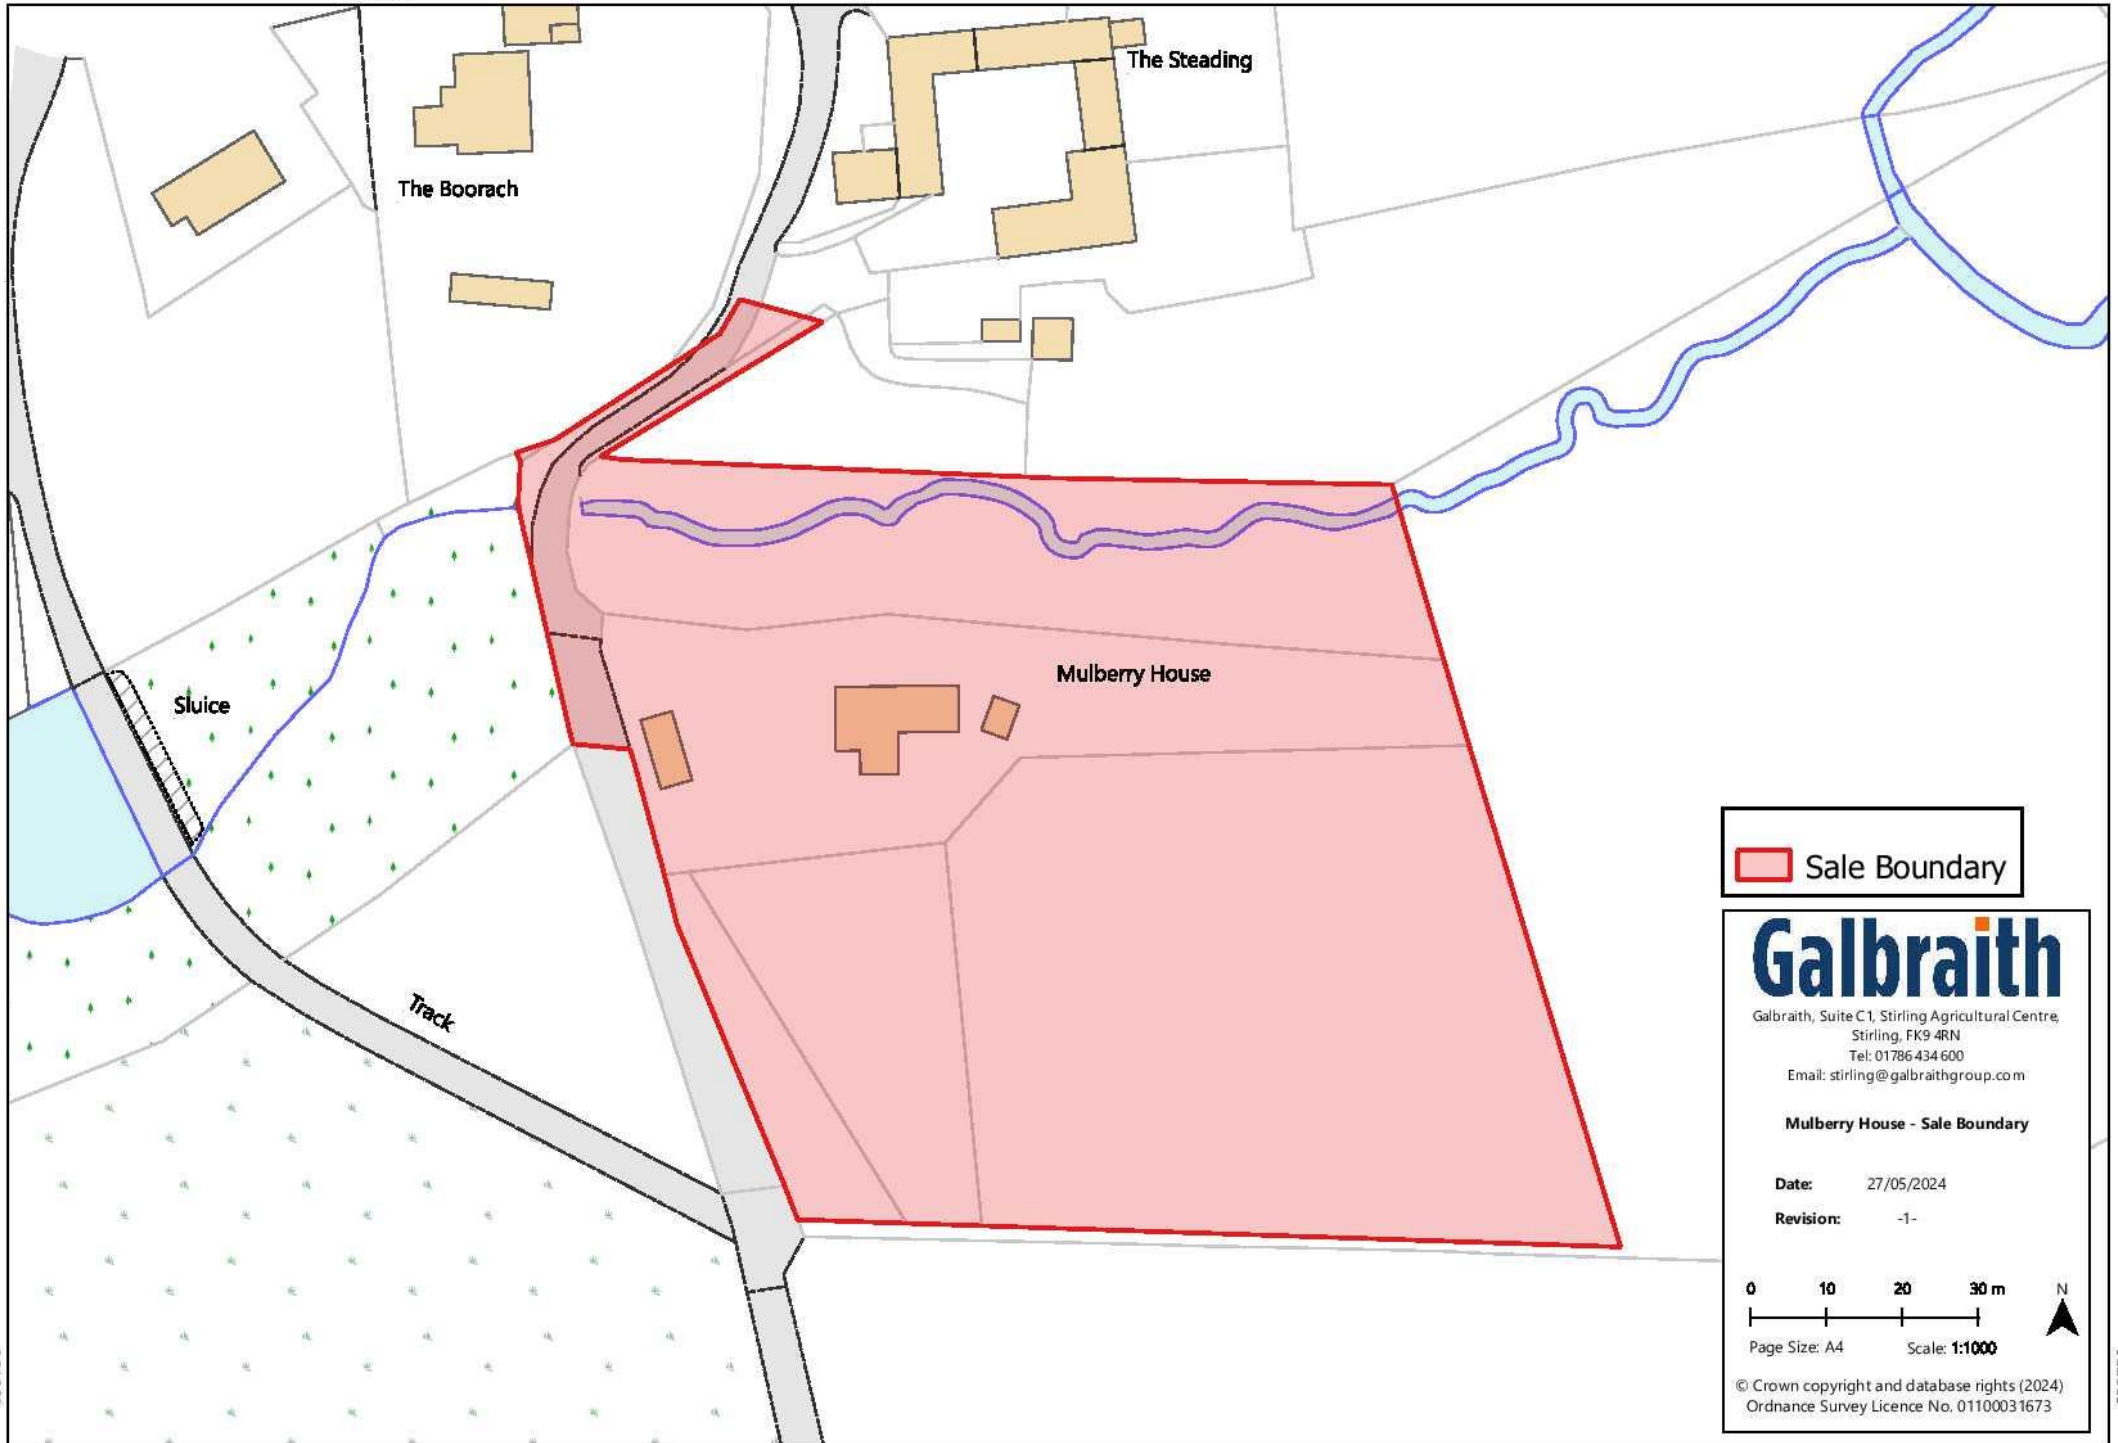 The Steading
The Boorach
Mulberry House
Sluice
Track
Sale Boundary
Galbraith
Galbraith, Suite C1, Stirling Agricultural Centre,
Stirling, FK9 4RN
Tel: 01786 434 600
Email: stirling@galbraithgroup.com
Mulberry House - Sale Boundary
Date: 27/05/2024
Revision: -1-
0 10 20 30 m
N
Page Size: A4 Scale: 1:1000
© Crown copyright and database rights (2024)
Ordnance Survey Licence No. 01100031673